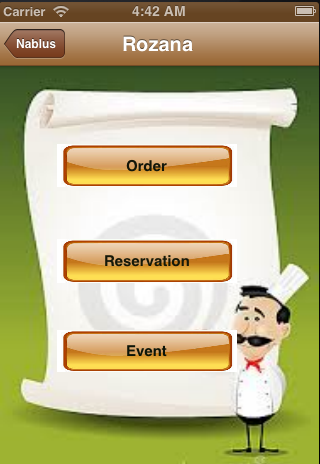 Carrier 4:42 AM
Nablus Rozana
Order
Reservation
Event